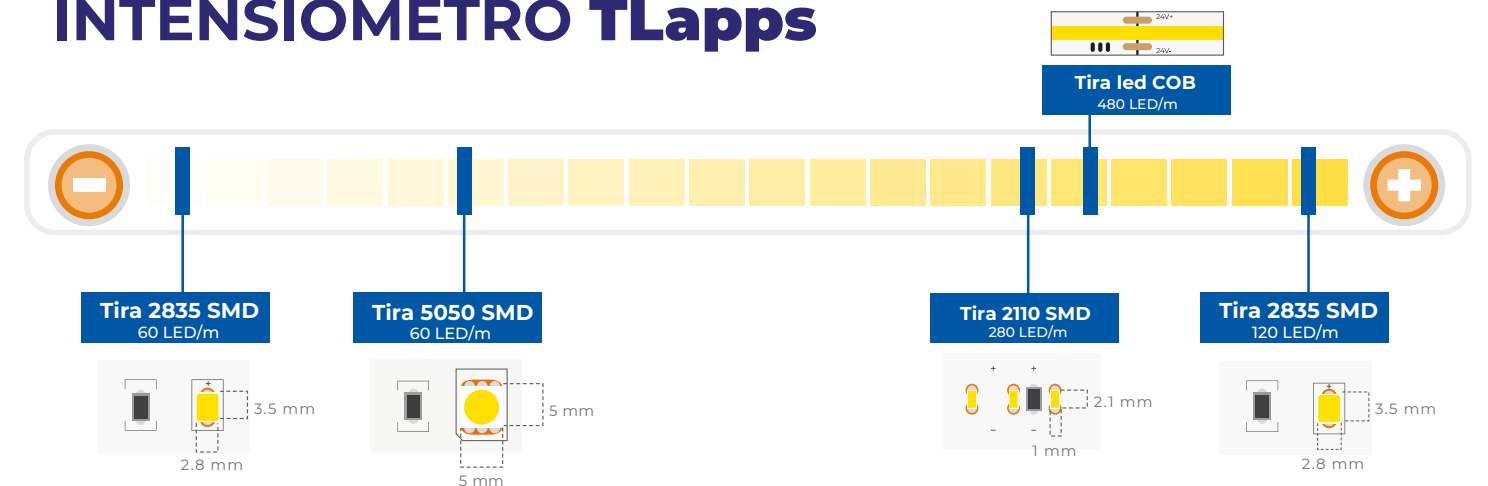 INTENSIOMETRO TLapps
24V+
24V-
Tira led COB
480 LED/m
Tira 2835 SMD
60 LED/m
Tira 5050 SMD
60 LED/m
Tira 2110 SMD
280 LED/m
Tira 2835 SMD
120 LED/m
+
3.5 mm
2.8 mm
5 mm
5 mm
+ +
2.1 mm
- -
1 mm
+
3.5 mm
2.8 mm